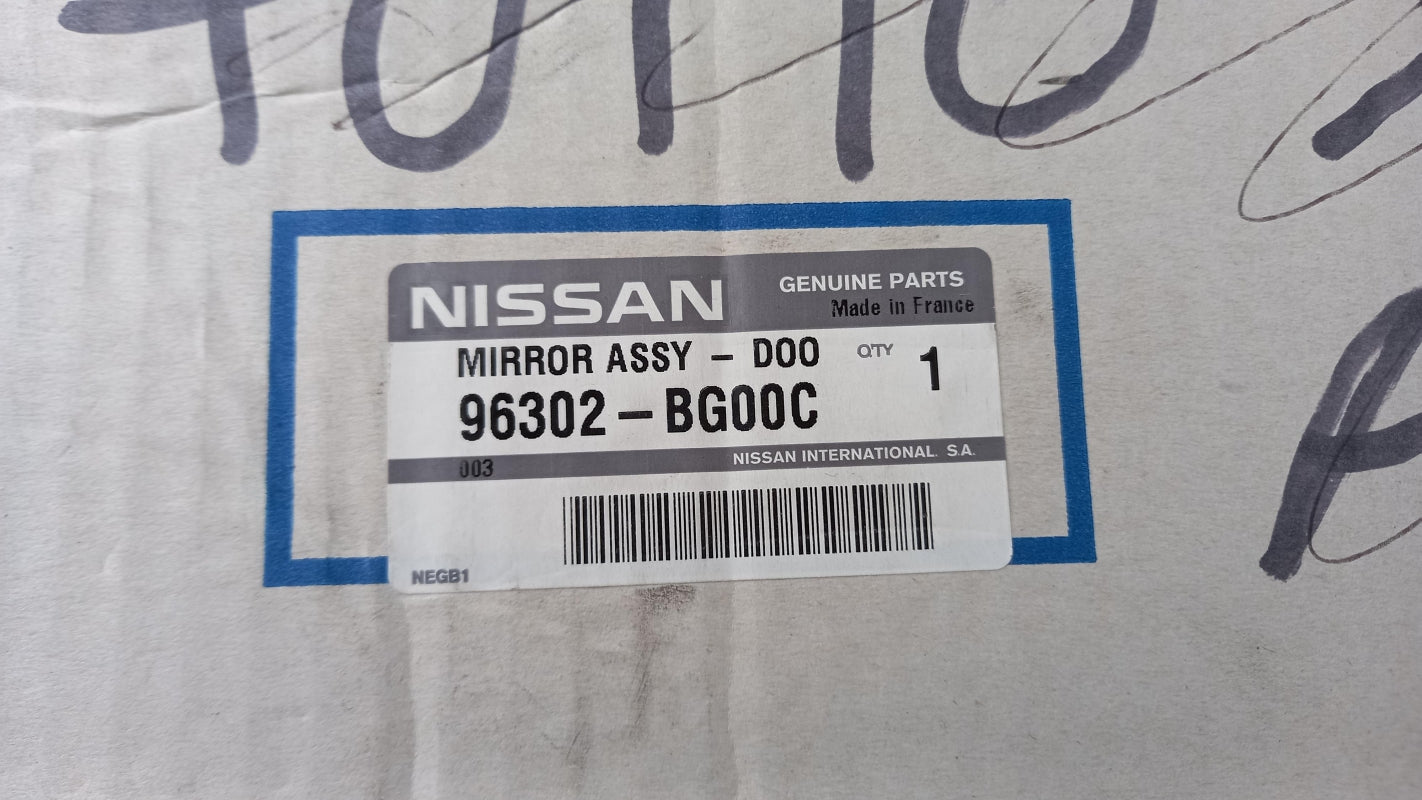 NISSAN
GENUINE PARTS
Made in France
MIRROR ASSY – DOO
QTY 1
96302–BG00C
003
NISSAN INTERNATIONAL. S.A.
NEGB1